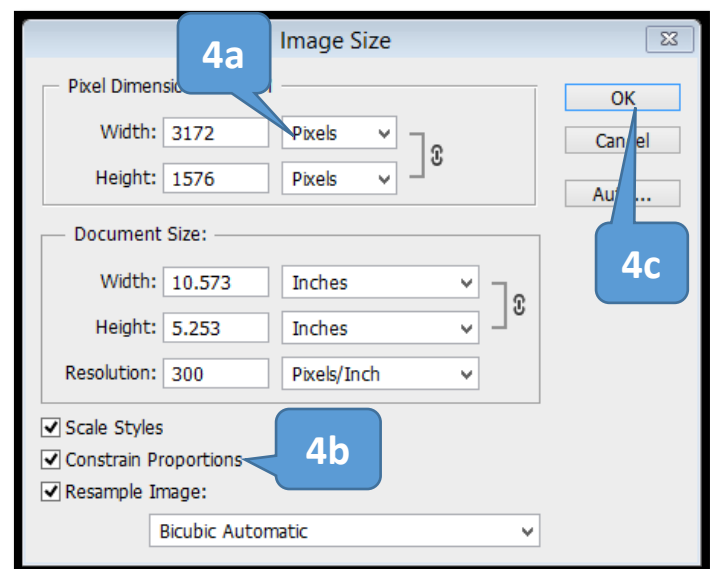 Image Size
4a
Pixel Dimensio
Width: 3172 Pixels
Height: 1576 Pixels
OK
Cancel
Document Size:
Width: 10.573 Inches
Height: 5.253 Inches
Resolution: 300 Pixels/Inch
4c
Scale Styles
Constrain Proportions
4b
Resample Image:
Bicubic Automatic